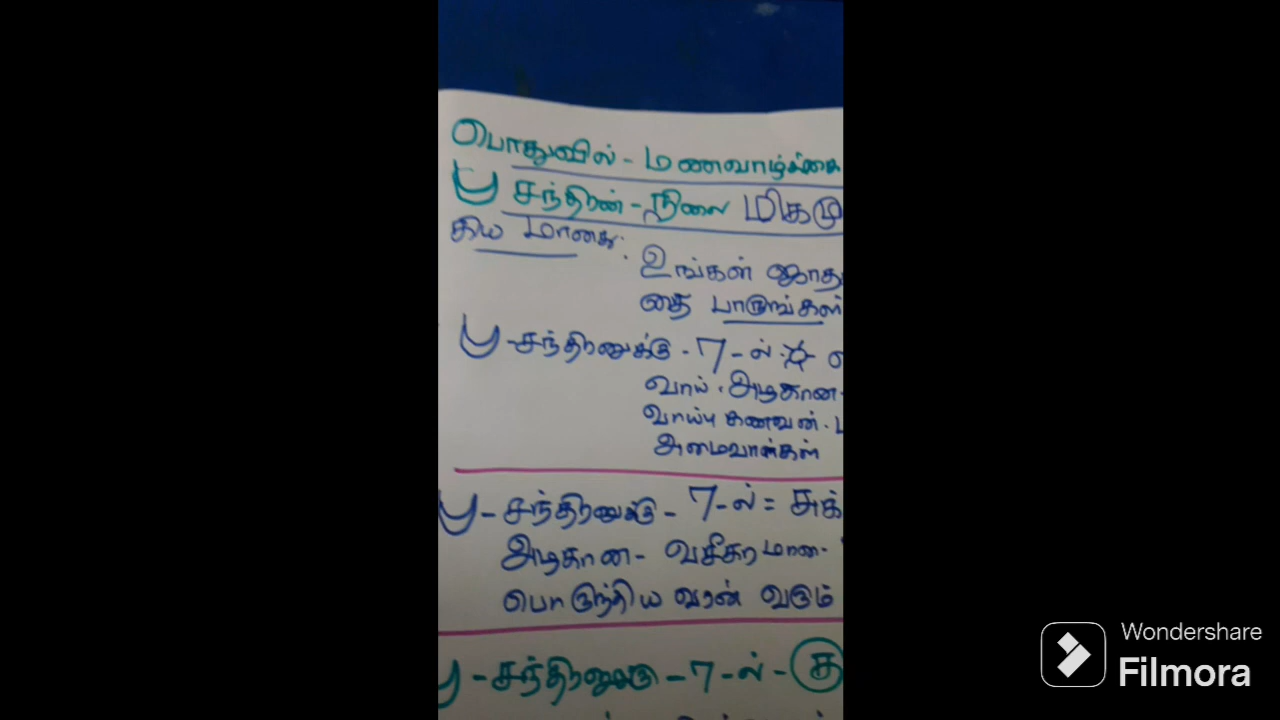 பொதுவில் - மணவாழ்க்கை
சந்திரன் - நிலை மிகமு
கிய மானது.
உங்கள் ஜாத
தை பாருங்கள்
- சந்திரனுக்கு - 7 - ல்
வாய் . அழகான -
வாய்பு கணவன் .
அமைவார்கள்
- சந்திரனுக்கு - 7 - ல் = சுக்
அழகான - வசீகரமான -
பொருந்திய வரன் வரும்
- சந்திரனுக்கு - 7 - ல் -
Wondershare
Filmora